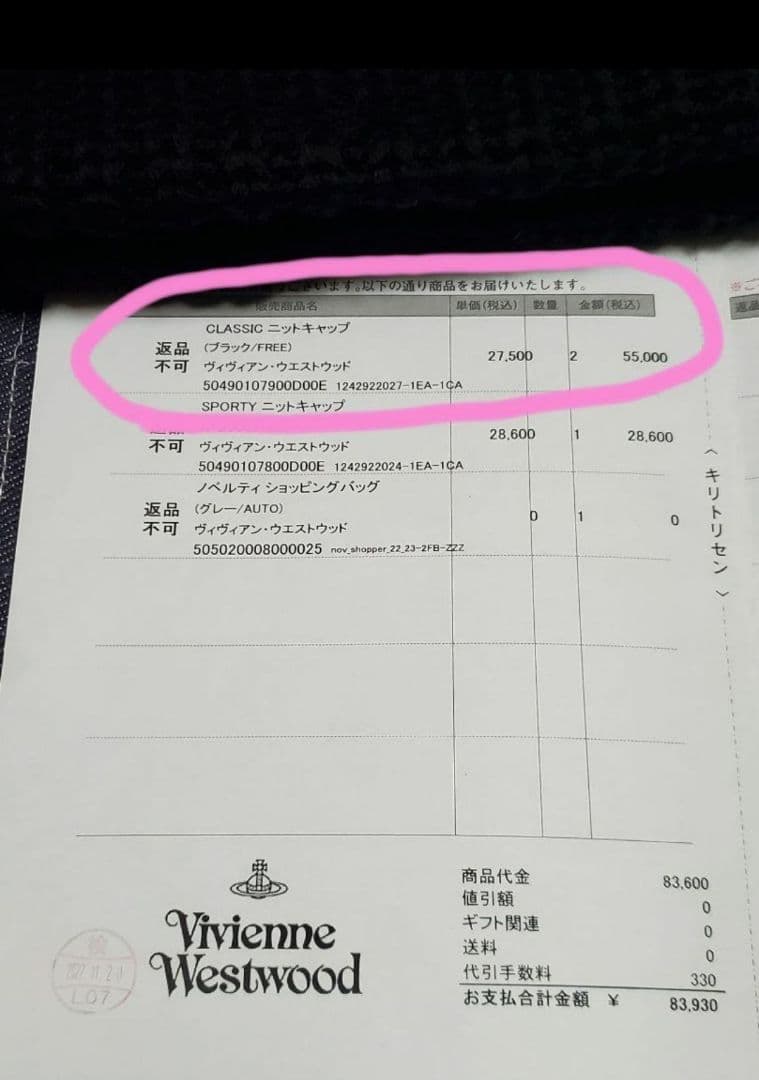 ございます。以下の通り商品をお届けいたします。
販売商品名 単価(税込) 数量 金額(税込)
CLASSIC ニットキャップ
返品 (ブラック/FREE)
不可 ヴィヴィアン・ウエストウッド 27,500 2 55,000
50490107900D00E 1242922027-1EA-1CA
SPORTY ニットキャップ
不可 ヴィヴィアン・ウエストウッド 28,600 1 28,600
50490107800D00E 1242922024-1EA-1CA
ノベルティ ショッピングバッグ
返品 (グレー/AUTO)
不可 ヴィヴィアン・ウエストウッド 0 1 0
505020008000025 nov_shopper_22_23-2FB-ZZZ
〈 キリトリセン 〉
Vivienne
Westwood
商品代金 83,600
値引額 0
ギフト関連 0
送料 0
代引手数料 330
お支払合計金額 ¥ 83,930
L07